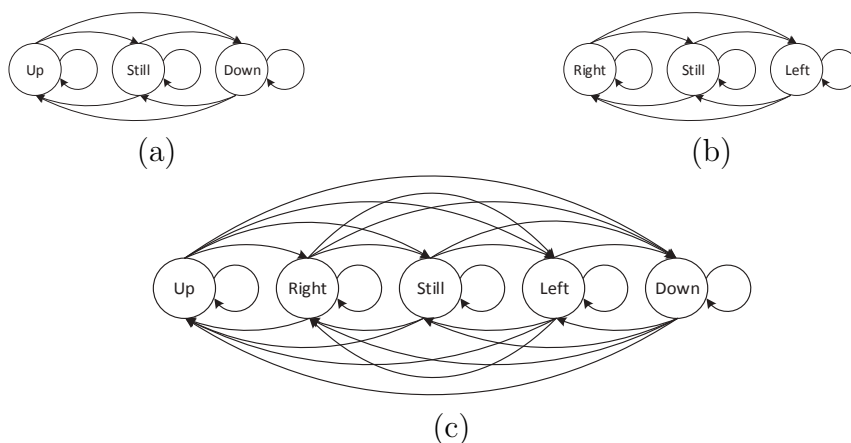 Up Still Down
Right Still Left
(a)
(b)
Up Right Still Left Down
(c)